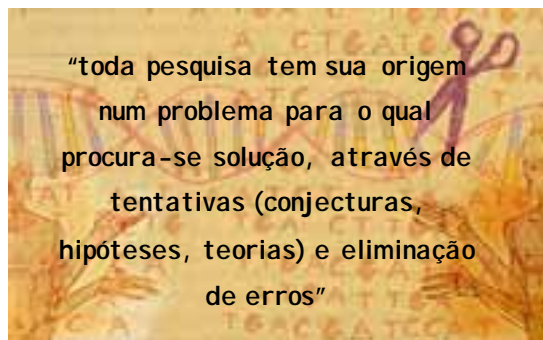 “toda pesquisa tem sua origem
num problema para o qual
procura-se solução, através de
tentativas (conjecturas,
hipóteses, teorias) e eliminação
de erros”